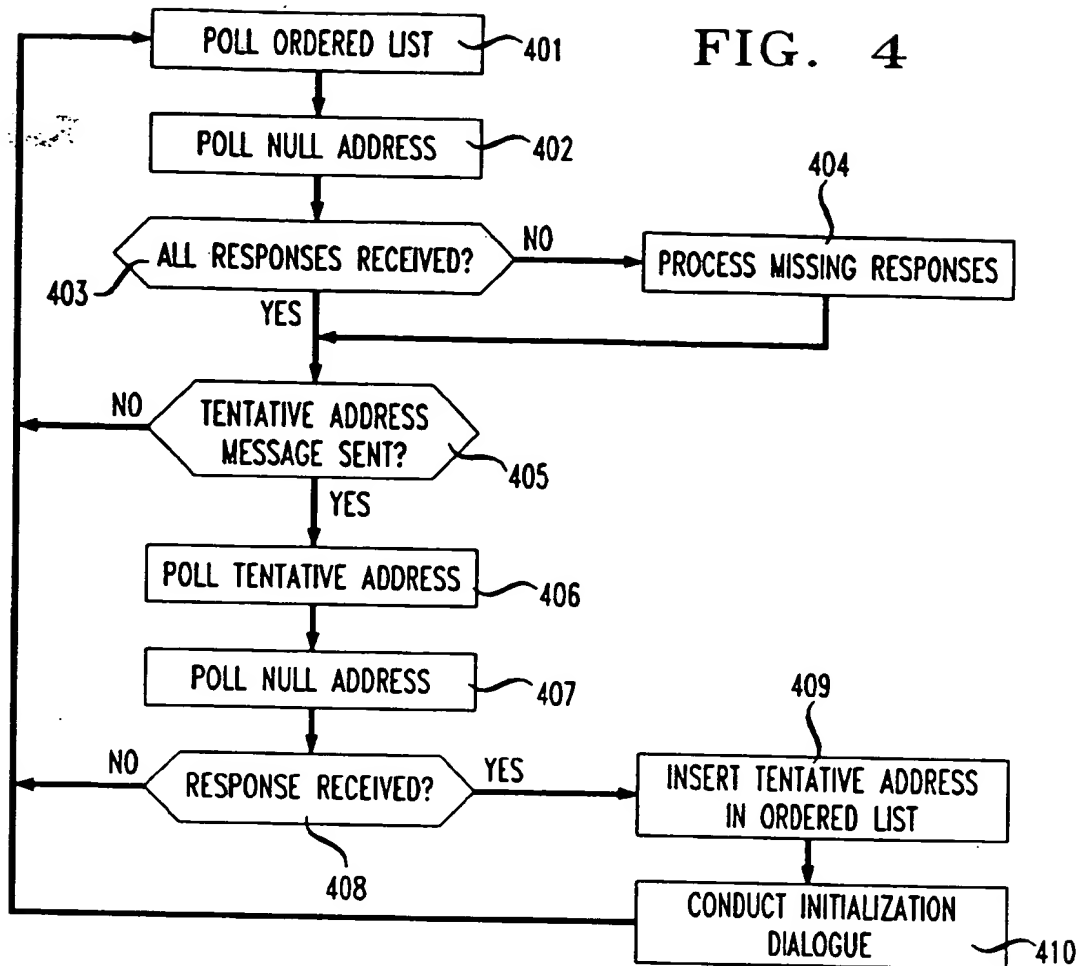 FIG. 4
POLL ORDERED LIST
401
POLL NULL ADDRESS
402
404
ALL RESPONSES RECEIVED?
NO
PROCESS MISSING RESPONSES
403
YES
NO
TENTATIVE ADDRESS
MESSAGE SENT?
405
YES
POLL TENTATIVE ADDRESS
406
POLL NULL ADDRESS
407
409
NO
RESPONSE RECEIVED?
YES
INSERT TENTATIVE ADDRESS
IN ORDERED LIST
408
CONDUCT INITIALIZATION
DIALOGUE
410